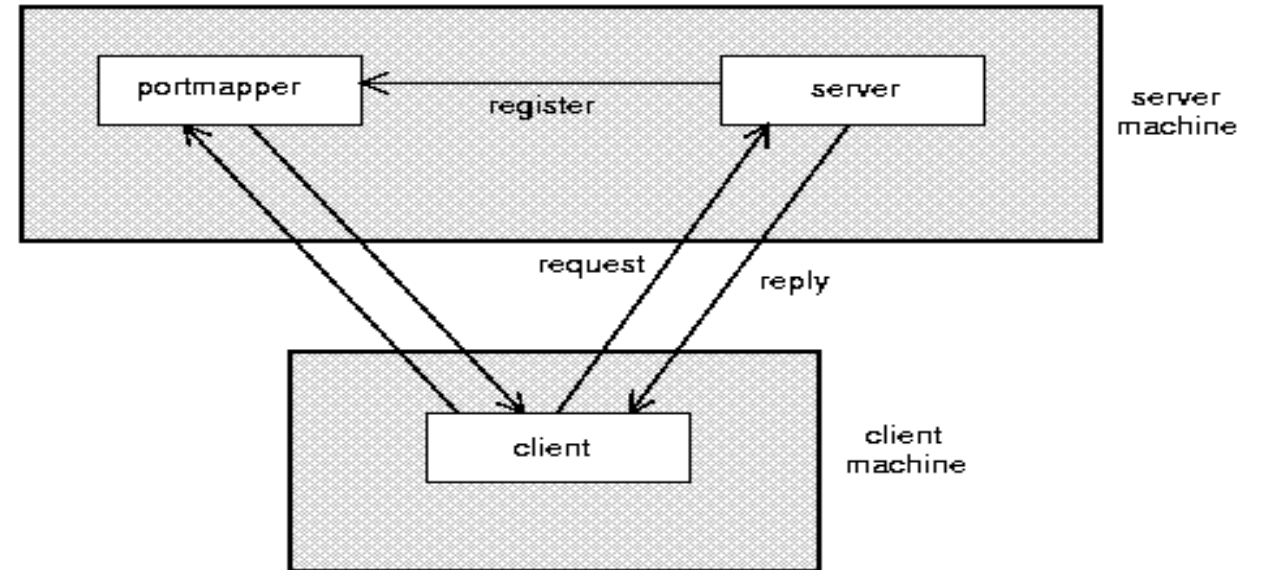 portmapper
server
register
server
machine
request
reply
client
client
machine